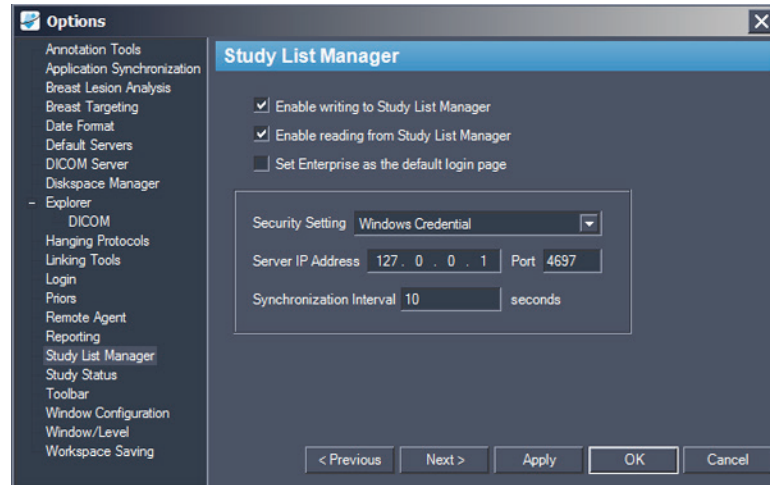 Options
Annotation Tools
Application Synchronization
Breast Lesion Analysis
Breast Targeting
Date Format
Default Servers
DICOM Server
Diskspace Manager
Explorer
DICOM
Hanging Protocols
Linking Tools
Login
Priors
Remote Agent
Reporting
Study List Manager
Study Status
Toolbar
Window Configuration
Window/Level
Workspace Saving
Study List Manager
Enable writing to Study List Manager
Enable reading from Study List Manager
Set Enterprise as the default login page
Security Setting Windows Credential
Server IP Address 127 . 0 . 0 . 1 Port 4697
Synchronization Interval 10 seconds
< Previous Next > Apply OK Cancel